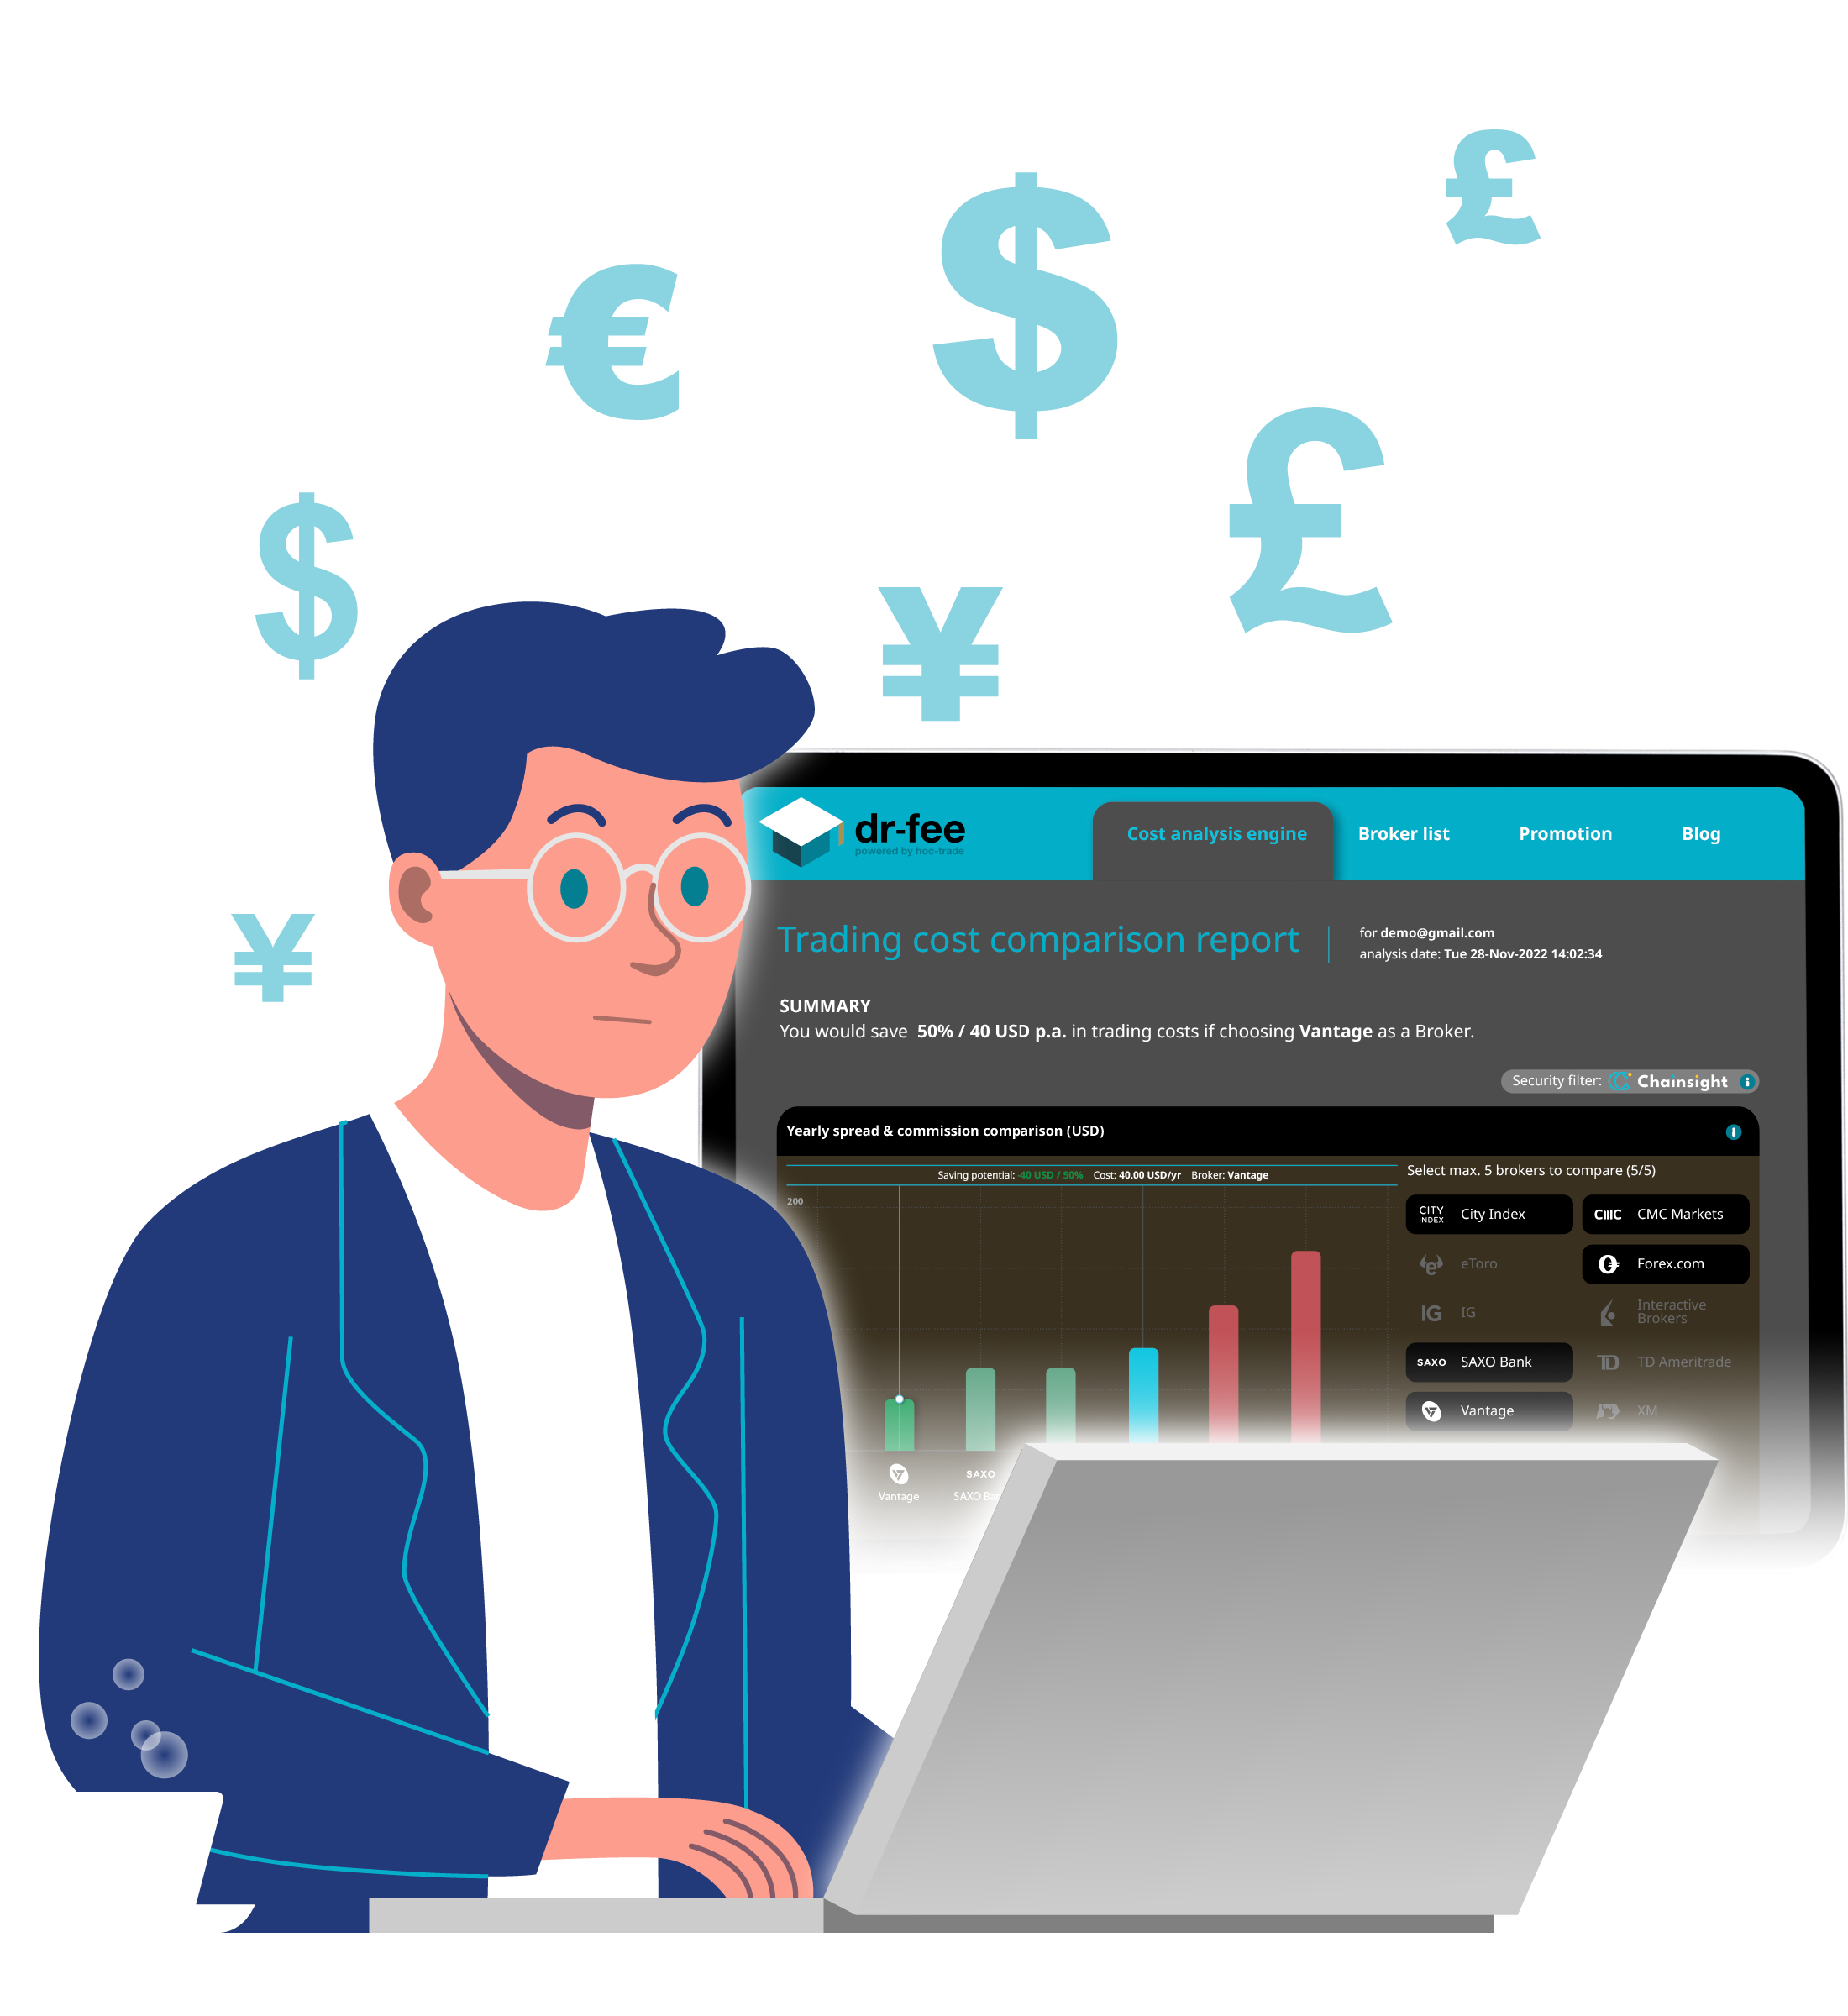 £
$
€
£
$
¥
¥
dr-fee
powered by hoc-trade
Cost analysis engine
Broker list
Promotion
Blog
Trading cost comparison report
for demo@gmail.com
analysis date: Tue 28-Nov-2022 14:02:34
SUMMARY
You would save 50% / 40 USD p.a. in trading costs if choosing Vantage as a Broker.
Security filter: Chainsight
Yearly spread & commission comparison (USD)
Saving potential: -40 USD / 50% Cost: 40.00 USD/yr Broker: Vantage
200
Select max. 5 brokers to compare (5/5)
CITY INDEX City Index
CMC CMC Markets
eToro
Forex.com
IG IG
Interactive
Brokers
SAXO SAXO Bank
TD TD Ameritrade
Vantage
XM
Vantage
SAXO
SAXO